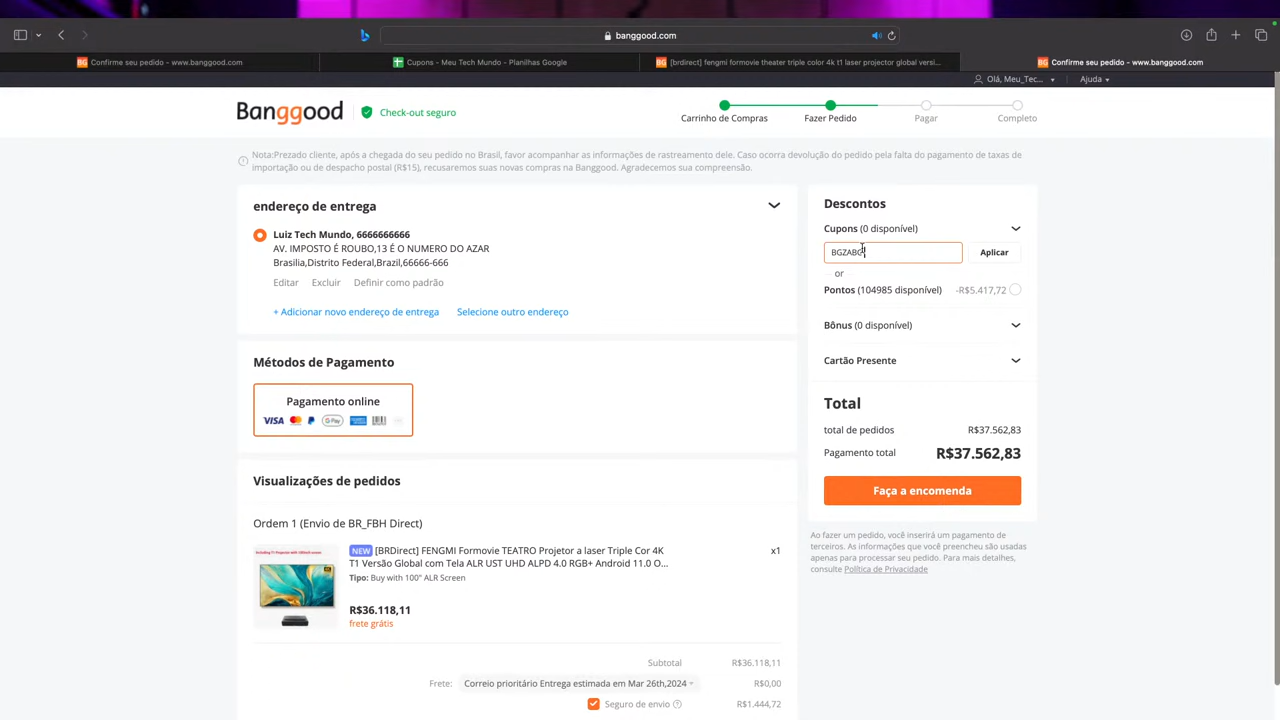 banggood.com
BG Confirme seu pedido - www.banggood.com
Cupons - Meu Tech Mundo - Planilhas Google
BG [brdirect] fengmi formovie theater triple color 4k t1 laser projector global versi...
BG Confirme seu pedido - www.banggood.com
Olá, Meu_Tec...
Ajuda
Banggood
Check-out seguro
Carrinho de Compras
Fazer Pedido
Pagar
Completo
Nota:Prezado cliente, após a chegada do seu pedido no Brasil, favor acompanhar as informações de rastreamento dele. Caso ocorra devolução do pedido pela falta do pagamento de taxas de
importação ou de despacho postal (R$15), recusaremos suas novas compras na Banggood. Agradecemos sua compreensão.
endereço de entrega
Luiz Tech Mundo, 6666666666
AV. IMPOSTO É ROUBO,13 É O NUMERO DO AZAR
Brasilia,Distrito Federal,Brazil,66666-666
Editar Excluir Definir como padrão
+ Adicionar novo endereço de entrega Selecione outro endereço
Métodos de Pagamento
Pagamento online
VISA G Pay
Visualizações de pedidos
Ordem 1 (Envio de BR_FBH Direct)
NEW [BRDirect] FENGMI Formovie TEATRO Projetor a laser Triple Cor 4K
T1 Versão Global com Tela ALR UST UHD ALPD 4.0 RGB+ Android 11.0 O...
x1
Tipo: Buy with 100" ALR Screen
R$36.118,11
frete grátis
Subtotal R$36.118,11
Frete: Correio prioritário Entrega estimada em Mar 26th,2024 R$0,00
Seguro de envio R$1.444,72
Descontos
Cupons (0 disponível)
BGZABG
Aplicar
or
Pontos (104985 disponível) -R$5.417,72
Bônus (0 disponível)
Cartão Presente
Total
total de pedidos R$37.562,83
Pagamento total R$37.562,83
Faça a encomenda
Ao fazer um pedido, você inserirá um pagamento de
terceiros. As informações que você preencheu são usadas
apenas para processar seu pedido. Para mais detalhes,
consulte Política de Privacidade